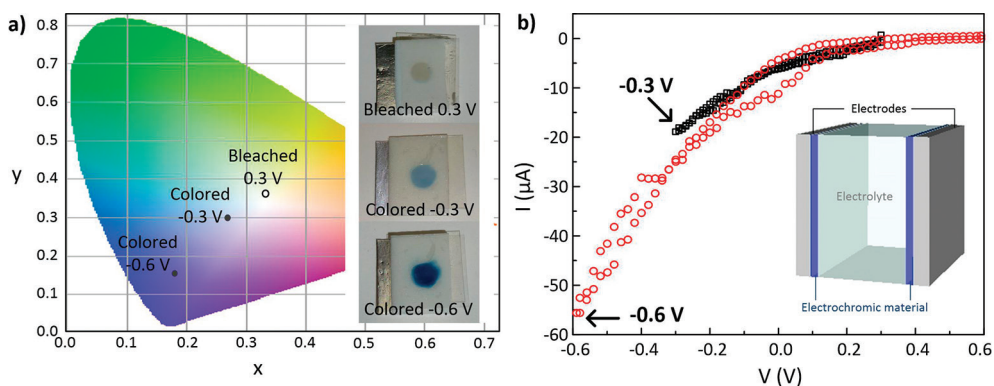 a)
0.8
0.7
0.6
0.5
0.4
0.3
0.2
0.1
0.0
y
0.0 0.1 0.2 0.3 0.4 0.5 0.6 0.7
x
Bleached
0.3 V
Colored
-0.3 V
Colored
-0.6 V
Bleached 0.3 V
Colored -0.3 V
Colored -0.6 V
b)
0
-10
-20
-30
-40
-50
-60
I (µA)
-0.6 -0.4 -0.2 0.0 0.2 0.4 0.6
V (V)
-0.3 V
-0.6 V
Electrodes
Electrolyte
Electrochromic material